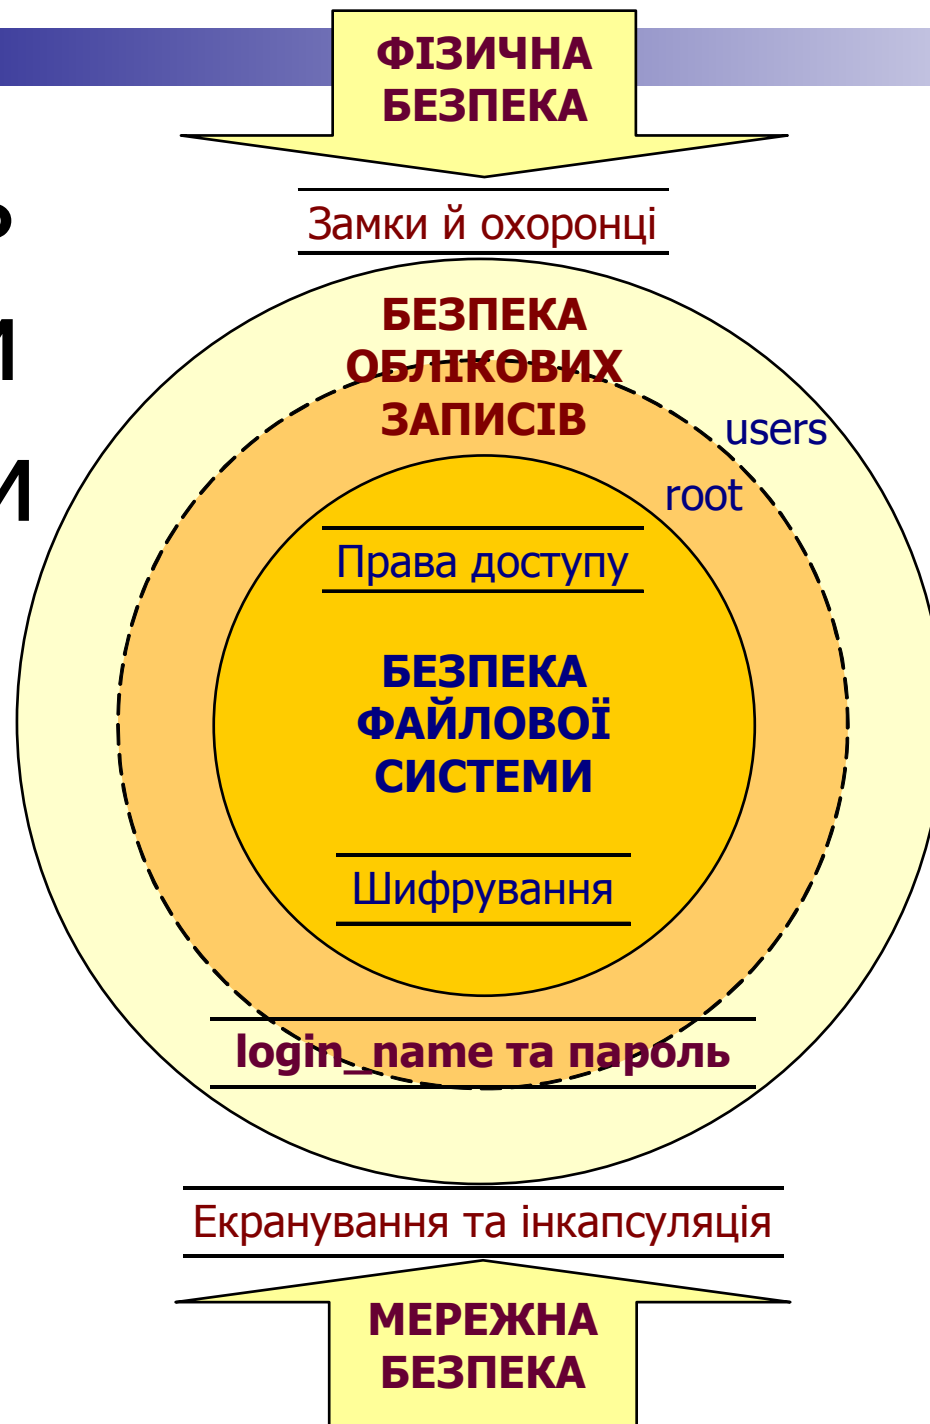 ФІЗИЧНА
БЕЗПЕКА
Замки й охоронці
БЕЗПЕКА
ОБЛІКОВИХ
ЗАПИСІВ
users
root
Права доступу
БЕЗПЕКА
ФАЙЛОВОЇ
СИСТЕМИ
Шифрування
login_name та пароль
Екранування та інкапсуляція
МЕРЕЖНА
БЕЗПЕКА